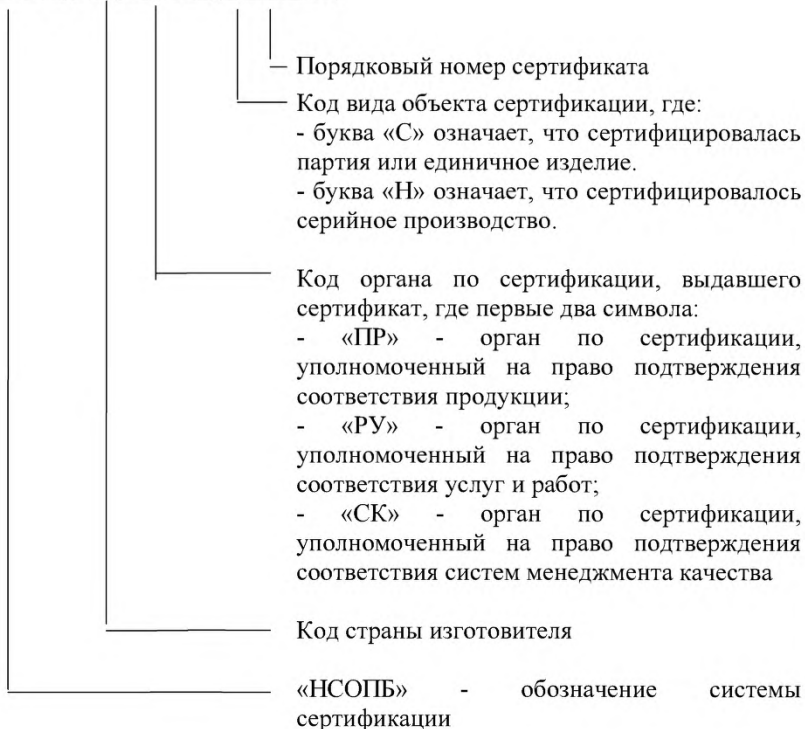 Порядковый номер сертификата
Код вида объекта сертификации, где:
- буква «С» означает, что сертифицировалась
партия или единичное изделие.
- буква «Н» означает, что сертифицировалось
серийное производство.
Код органа по сертификации, выдавшего
сертификат, где первые два символа:
- «ПР» - орган по сертификации,
уполномоченный на право подтверждения
соответствия продукции;
- «РУ» - орган по сертификации,
уполномоченный на право подтверждения
соответствия услуг и работ;
- «СК» - орган по сертификации,
уполномоченный на право подтверждения
соответствия систем менеджмента качества
Код страны изготовителя
«НСОПБ» - обозначение системы
сертификации